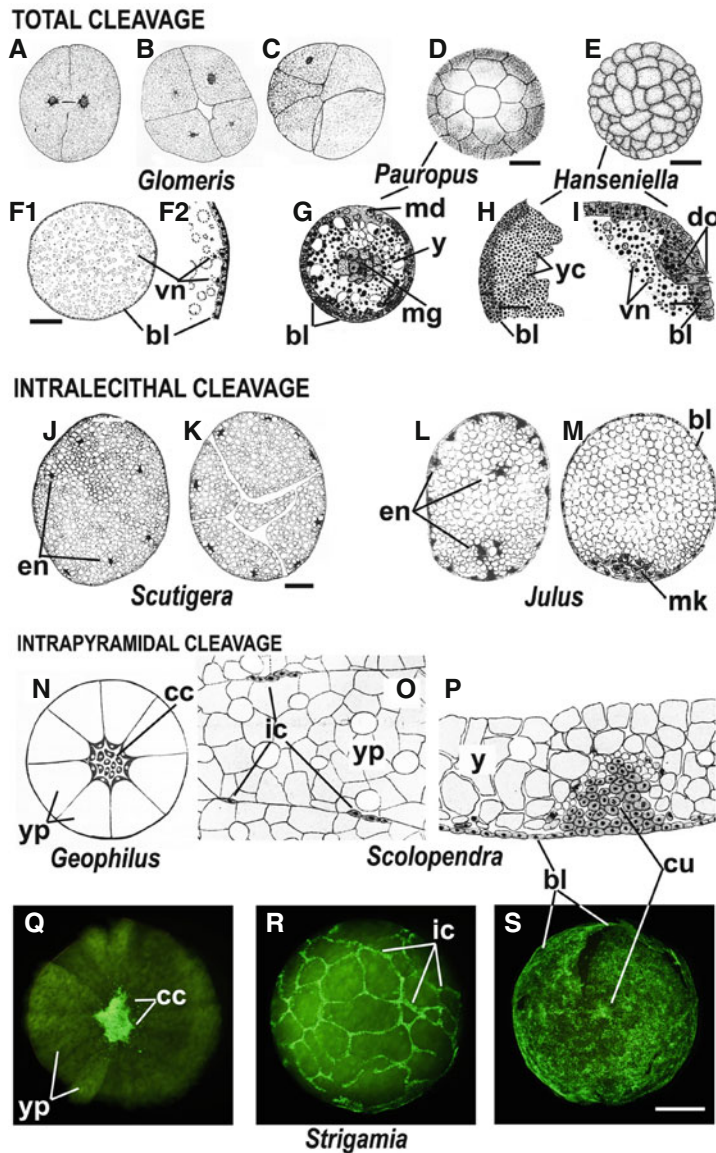 TOTAL CLEAVAGE
A B C D E
Glomeris Pauropus Hanseniella
F1 F2 G H I
md
do
y
vn
yc
mg
vn
bl
bl
bl
bl
INTRALECITHAL CLEAVAGE
J K L M
bl
en
en
Scutigera
Julus
mk
INTRAPYRAMIDAL CLEAVAGE
N O P
cc
ic
yp
y
yp
Geophilus
Scolopendra
bl
cu
Q R S
ic
cc
yp
Strigamia